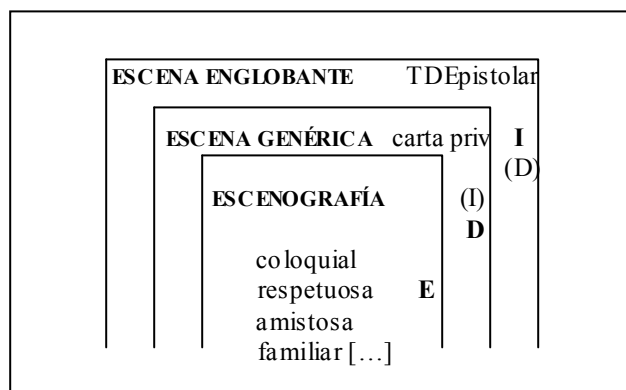 ESCENA ENGLOBANTE TDEpistolar
ESCENA GENÉRICA carta priv I
(D)
ESCENOGRAFÍA (I)
D
coloquial
respetuosa E
amistosa
familiar [...]